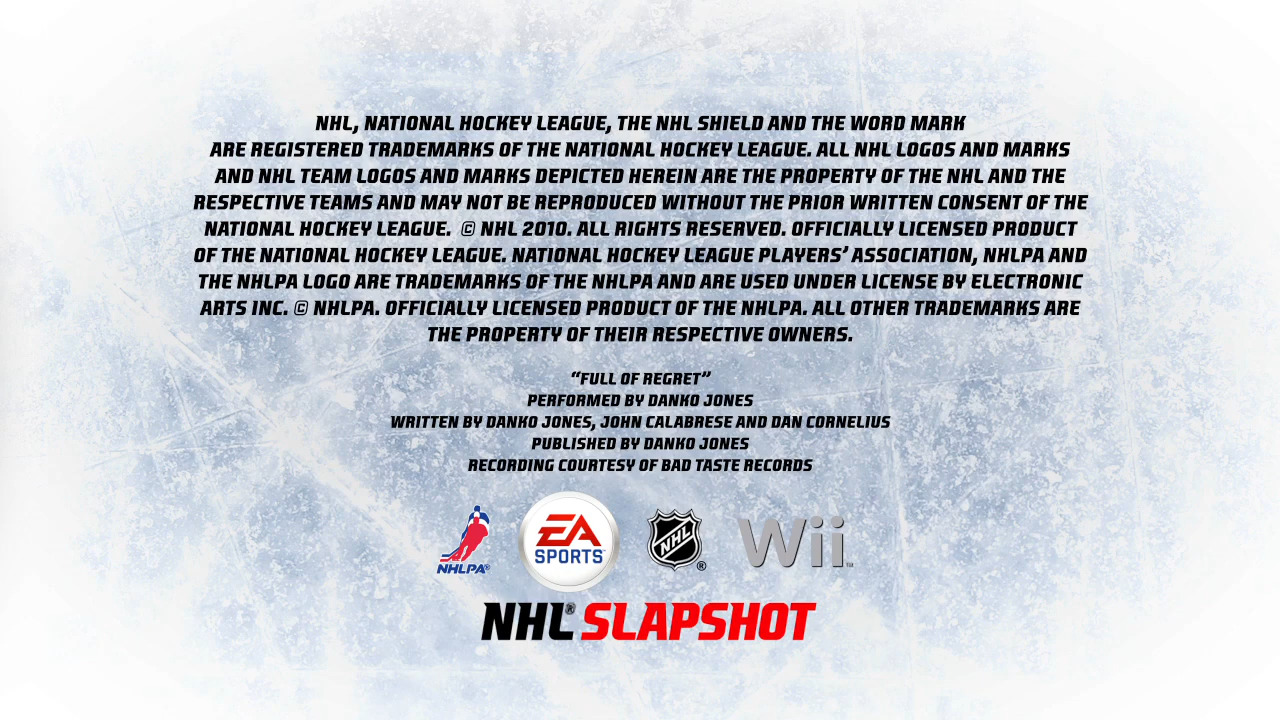 NHL, NATIONAL HOCKEY LEAGUE, THE NHL SHIELD AND THE WORD MARK
ARE REGISTERED TRADEMARKS OF THE NATIONAL HOCKEY LEAGUE. ALL NHL LOGOS AND MARKS
AND NHL TEAM LOGOS AND MARKS DEPICTED HEREIN ARE THE PROPERTY OF THE NHL AND THE
RESPECTIVE TEAMS AND MAY NOT BE REPRODUCED WITHOUT THE PRIOR WRITTEN CONSENT OF THE
NATIONAL HOCKEY LEAGUE. © NHL 2010. ALL RIGHTS RESERVED. OFFICIALLY LICENSED PRODUCT
OF THE NATIONAL HOCKEY LEAGUE. NATIONAL HOCKEY LEAGUE PLAYERS’ ASSOCIATION, NHLPA AND
THE NHLPA LOGO ARE TRADEMARKS OF THE NHLPA AND ARE USED UNDER LICENSE BY ELECTRONIC
ARTS INC. © NHLPA. OFFICIALLY LICENSED PRODUCT OF THE NHLPA. ALL OTHER TRADEMARKS ARE
THE PROPERTY OF THEIR RESPECTIVE OWNERS.
“FULL OF REGRET”
PERFORMED BY DANKO JONES
WRITTEN BY DANKO JONES, JOHN CALABRESE AND DAN CORNELIUS
PUBLISHED BY DANKO JONES
RECORDING COURTESY OF BAD TASTE RECORDS
NHLPA®
EA
SPORTS™
NHL ®
Wii™
NHL® SLAPSHOT